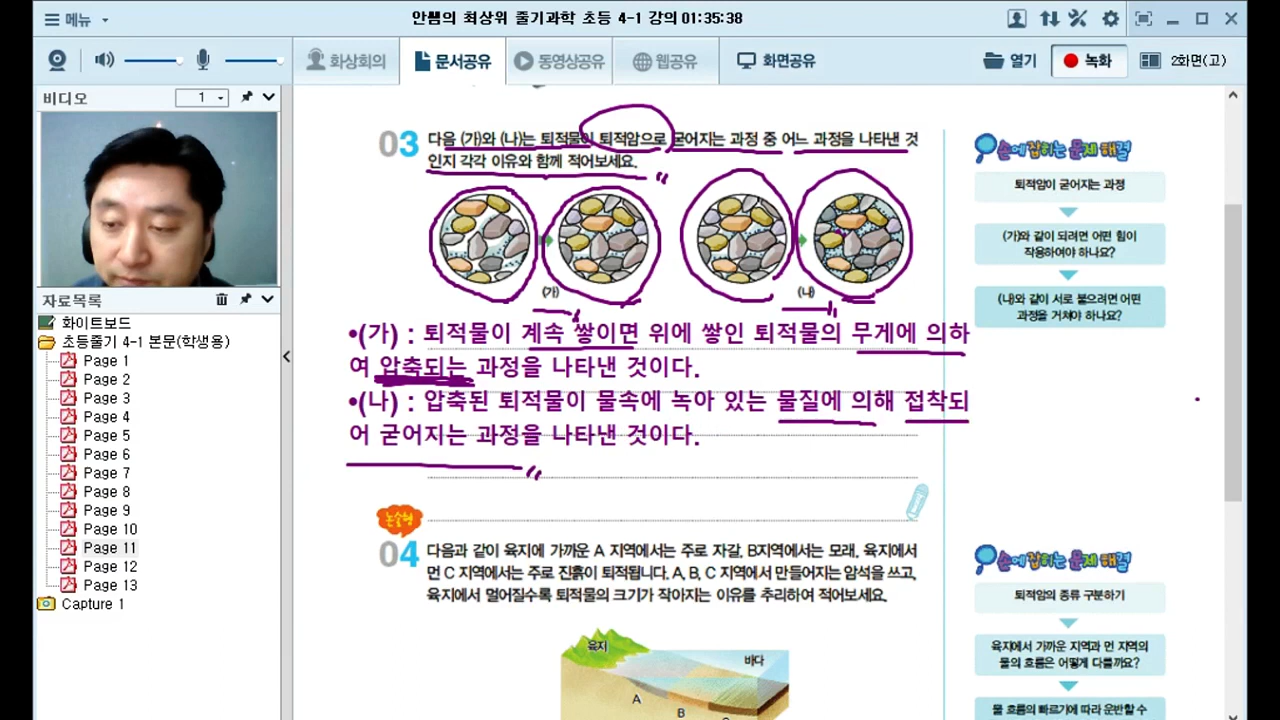 메뉴
안쌤의 최상위 줄기과학 초등 4-1 강의 01:35:38
화상회의
문서공유
동영상공유
웹공유
화면공유
열기
녹화
2화면(고)
비디오
1
자료목록
화이트보드
초등줄기 4-1 본문(학생용)
Page 1
Page 2
Page 3
Page 4
Page 5
Page 6
Page 7
Page 8
Page 9
Page 10
Page 11
Page 12
Page 13
Capture 1
03 다음 (가)와 (나)는 퇴적물이 퇴적암으로 굳어지는 과정 중 어느 과정을 나타낸 것
인지 각각 이유와 함께 적어보세요.
(가)
(나)
•(가) : 퇴적물이 계속 쌓이면 위에 쌓인 퇴적물의 무게에 의하
여 압축되는 과정을 나타낸 것이다.
•(나) : 압축된 퇴적물이 물속에 녹아 있는 물질에 의해 접착되
어 굳어지는 과정을 나타낸 것이다.
손에 잡히는 문제 해결
퇴적암이 굳어지는 과정
(가)와 같이 되려면 어떤 힘이
작용하여야 하나요?
(나)와 같이 서로 붙으려면 어떤
과정을 거쳐야 하나요?
논술형
04 다음과 같이 육지에 가까운 A 지역에서는 주로 자갈, B지역에서는 모래, 육지에서
먼 C 지역에서는 주로 진흙이 퇴적됩니다. A, B, C 지역에서 만들어지는 암석을 쓰고,
육지에서 멀어질수록 퇴적물의 크기가 작아지는 이유를 추리하여 적어보세요.
육지
바다
A
B
손에 잡히는 문제 해결
퇴적암의 종류 구분하기
육지에서 가까운 지역과 먼 지역의
물의 흐름은 어떻게 다를까요?
물 흐름의 빠르기에 따라 운반할 수